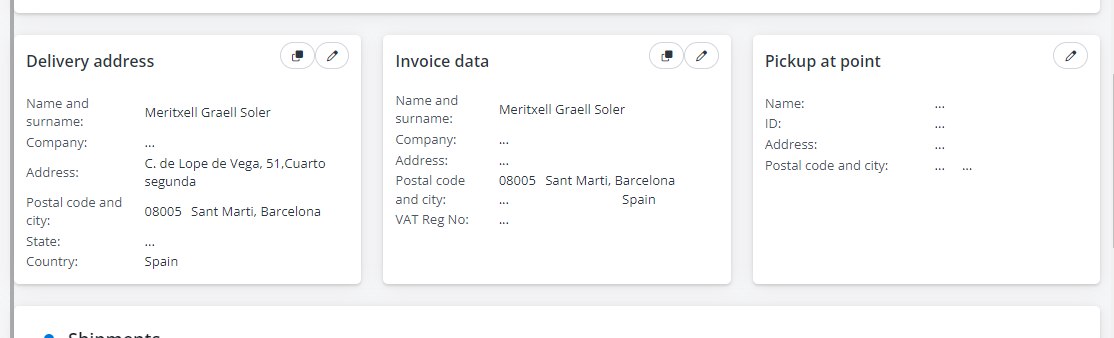 Delivery address
Name and
surname:
Meritxell Graell Soler
Company:
...
Address:
C. de Lope de Vega, 51,Cuarto
segunda
Postal code and
city:
08005 Sant Marti, Barcelona
State:
...
Country:
Spain
Invoice data
Name and
surname:
Meritxell Graell Soler
Company:
...
Address:
...
Postal code
and city:
08005 Sant Marti, Barcelona
... Spain
VAT Reg No:
...
Pickup at point
Name:
...
ID:
...
Address:
...
Postal code and city:
... ...
Shipments